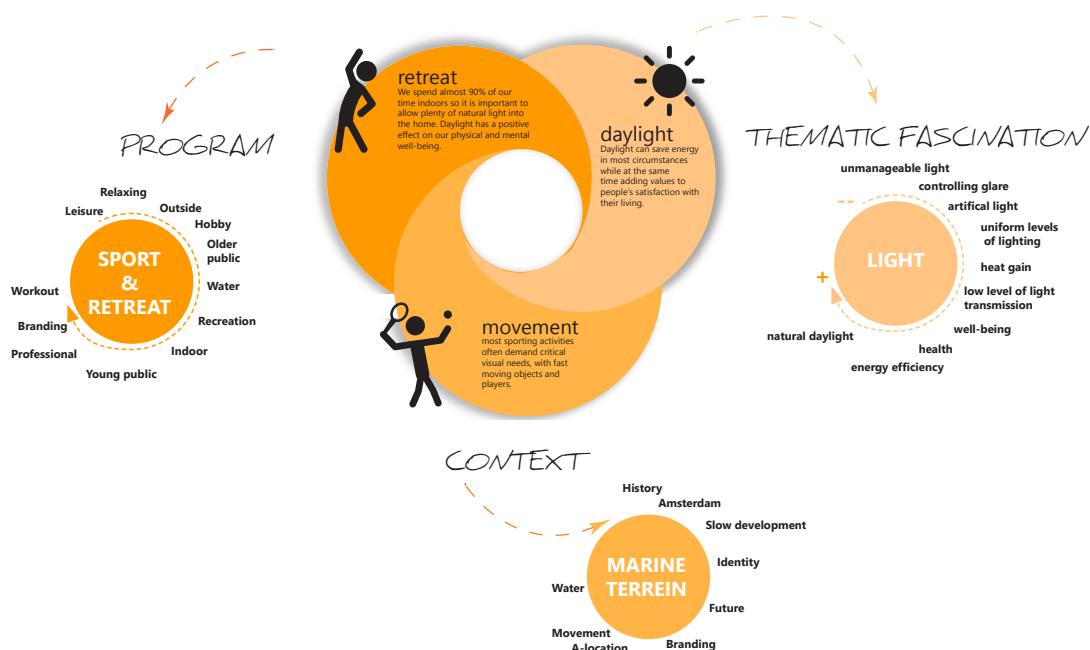 retreat
We spend almost 90% of our
time indoors so it is important to
allow plenty of natural light into
the home. Daylight has a positive
effect on our physical and mental
well-being.
daylight
Daylight can save energy
in most circumstances
while at the same
time adding values to
people's satisfaction with
their living.
movement
most sporting activities
often demand critical
visual needs, with fast
moving objects and
players.
PROGRAM
Relaxing
Leisure
Outside
Hobby
Older
public
Water
Recreation
Indoor
Young public
Professional
Branding
Workout
SPORT
&
RETREAT
THEMATIC FASCINATION
unmanageable light
controlling glare
artifical light
uniform levels
of lighting
heat gain
low level of light
transmission
well-being
health
energy efficiency
natural daylight
--
+
LIGHT
CONTEXT
History
Amsterdam
Slow development
Identity
Future
Branding
A-location
Movement
Water
MARINE
TERREIN